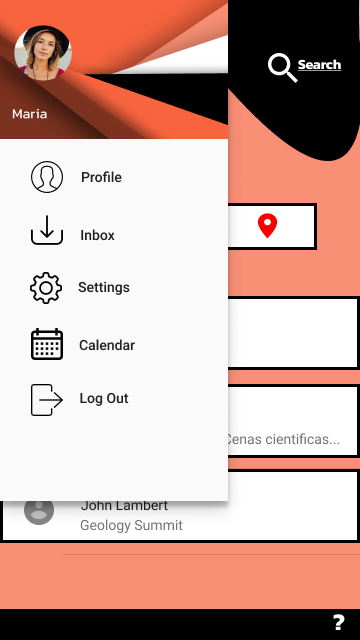 Search
Maria
Profile
Inbox
Settings
Calendar
Log Out
Cenas cientificas...
John Lambert
Geology Summit
?